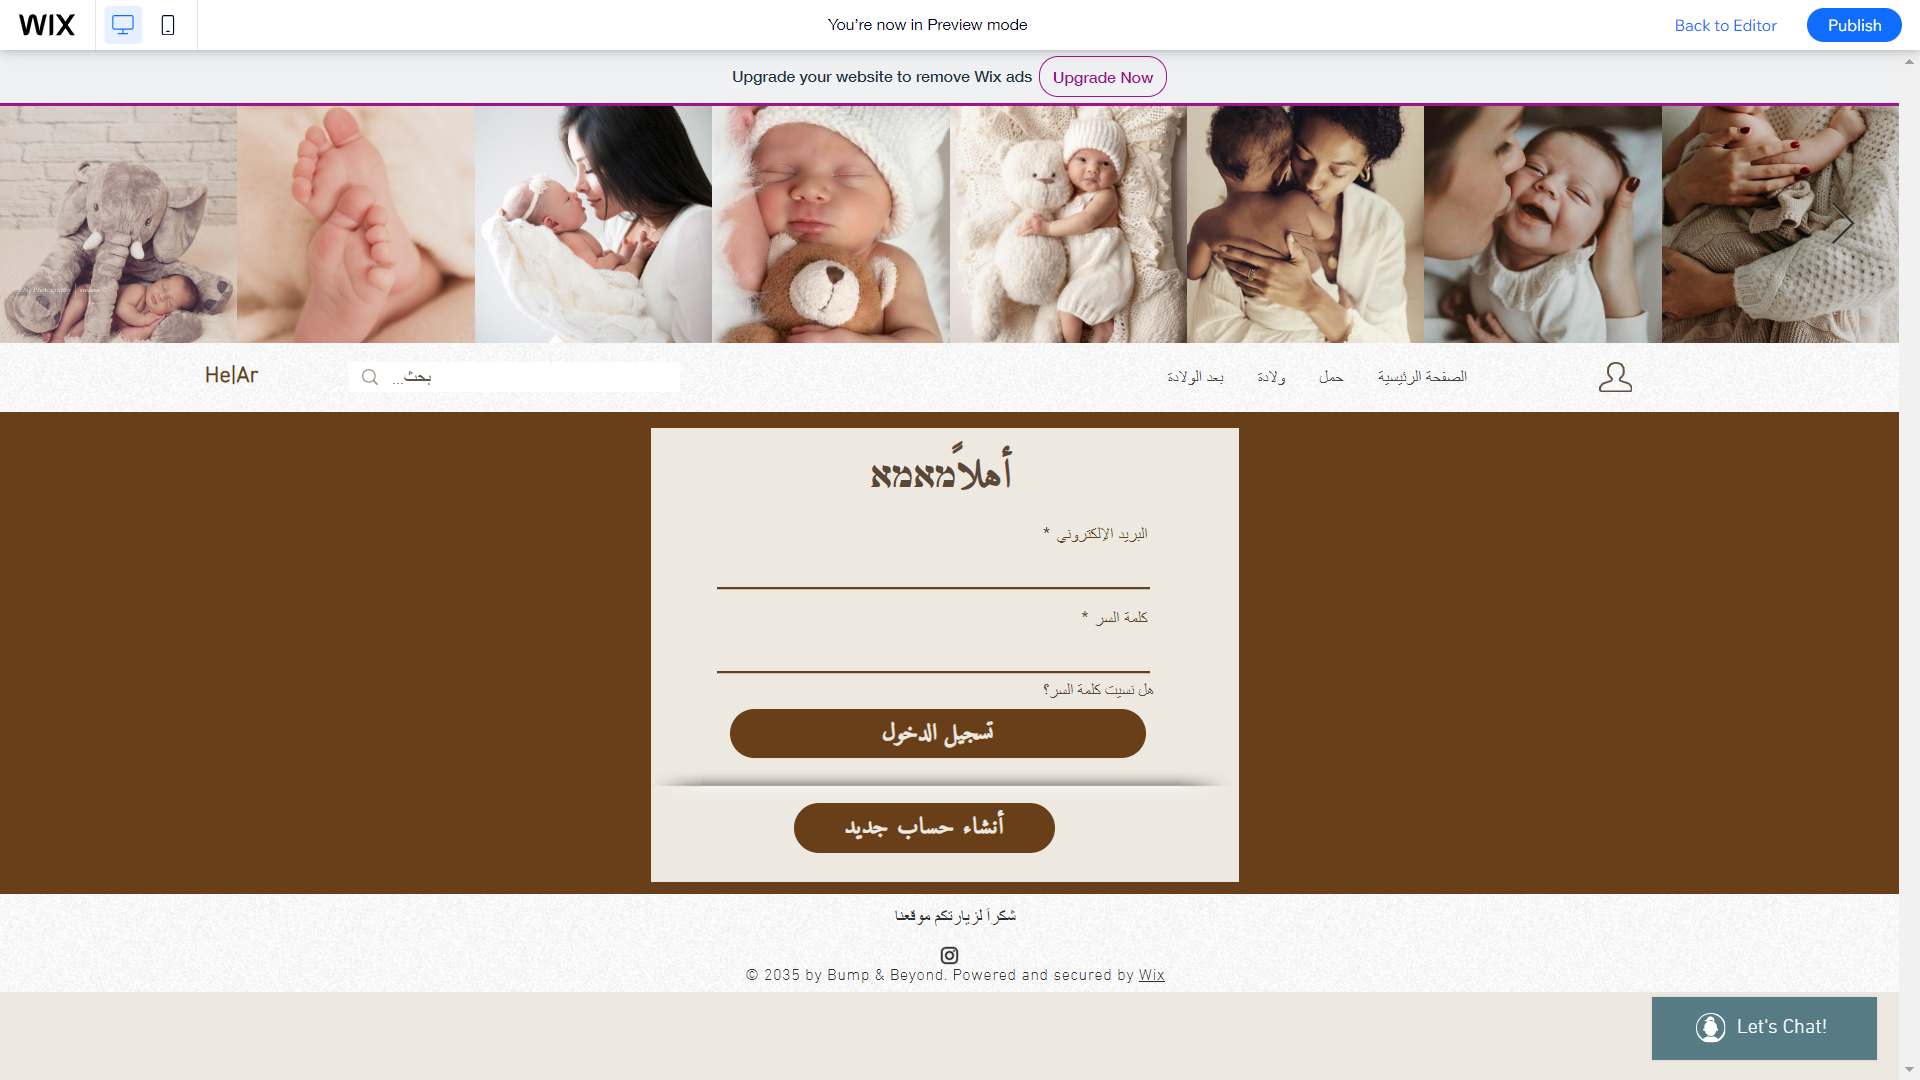 WIX
You're now in Preview mode
Back to Editor
Publish
Upgrade your website to remove Wix ads
Upgrade Now
He|Ar
بحث...
الصفحة الرئيسية
حمل
ولادة
بعد الولادة
أهلاًמאמא
البريد الإلكتروني *
كلمة السر *
هل نسيت كلمة السر؟
تسجيل الدخول
أنشاء حساب جديد
شكراً لزيارتكم موقعنا
© 2035 by Bump & Beyond. Powered and secured by Wix
Let's Chat!